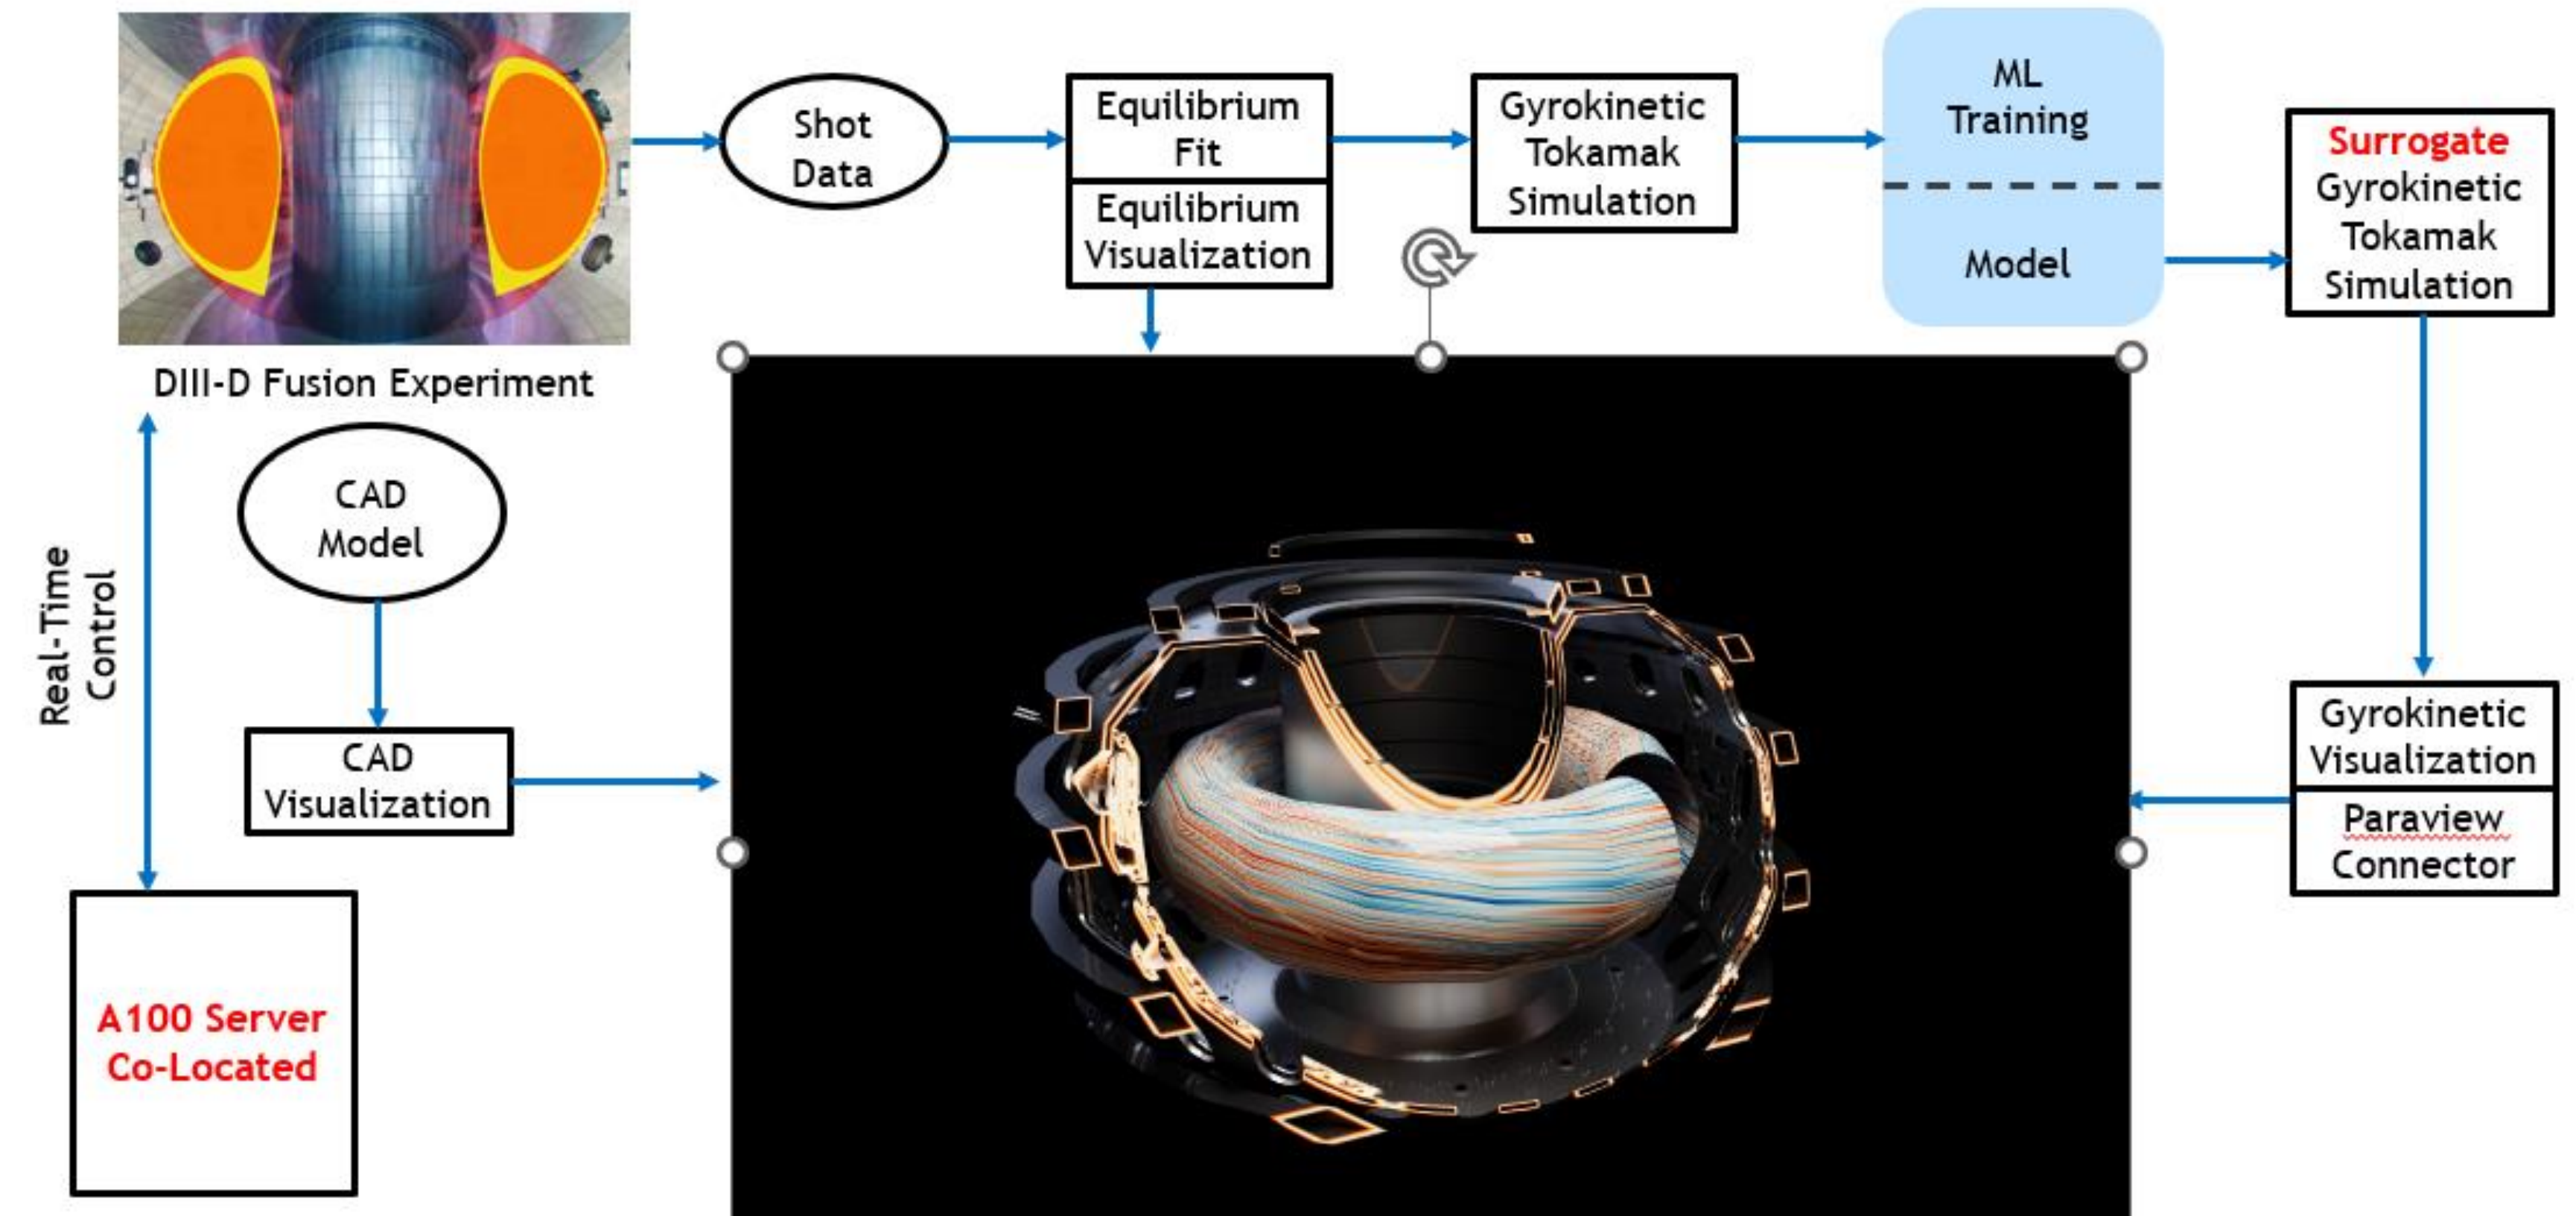 Shot
Data
Equilibrium
Fit
Equilibrium
Visualization
Gyrokinetic
Tokamak
Simulation
ML
Training
Model
Surrogate
Gyrokinetic
Tokamak
Simulation
DIII-D Fusion Experiment
CAD
Model
Real-Time
Control
CAD
Visualization
Gyrokinetic
Visualization
Paraview
Connector
A100 Server
Co-Located